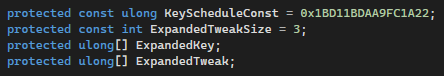 protected const ulong KeyScheduleConst = 0x1BD11BDAA9FC1A22;
protected const int ExpandedTweakSize = 3;
protected ulong[] ExpandedKey;
protected ulong[] ExpandedTweak;